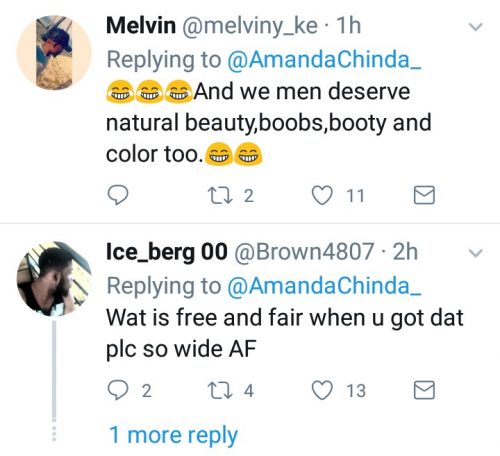 Melvin @melviny_ke · 1h
Replying to @AmandaChinda_
😂😂😂And we men deserve
natural beauty,boobs,booty and
color too.😁😁
2 11
Ice_berg 00 @Brown4807 · 2h
Replying to @AmandaChinda_
Wat is free and fair when u got dat
plc so wide AF
2 4 13
1 more reply